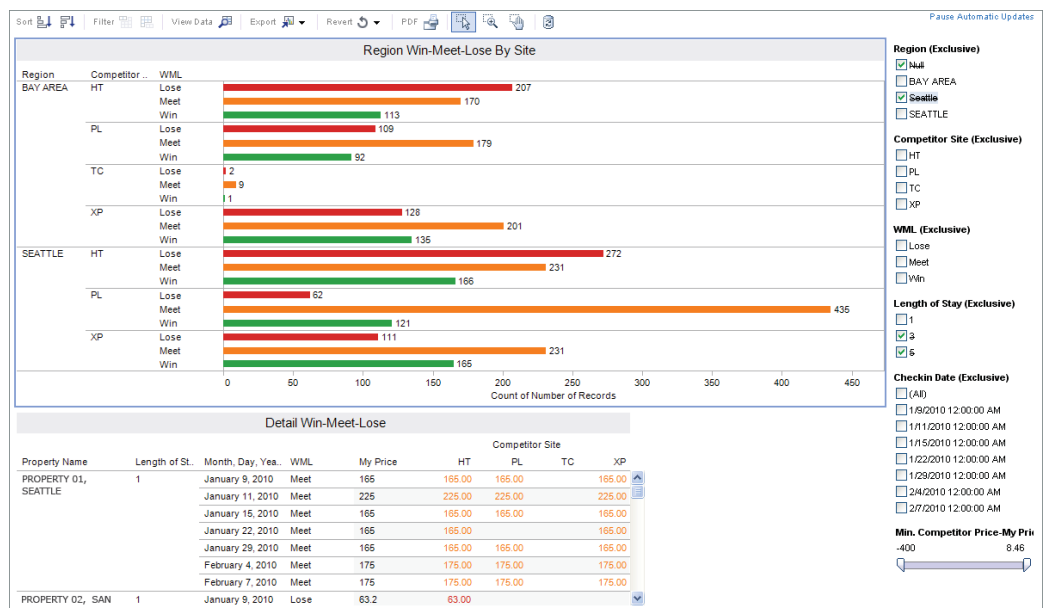 Sort Filter View Data Export Revert PDF Pause Automatic Updates
Region Win-Meet-Lose By Site
Region Competitor .. WML
BAY AREA HT Lose 207
Meet 170
Win 113
PL Lose 109
Meet 179
Win 92
TC Lose 2
Meet 9
Win 1
XP Lose 128
Meet 201
Win 135
SEATTLE HT Lose 272
Meet 231
Win 166
PL Lose 62
Meet 435
Win 121
XP Lose 111
Meet 231
Win 165
0 50 100 150 200 250 300 350 400 450
Count of Number of Records
Region (Exclusive)
Null
BAY AREA
Seattle
SEATTLE
Competitor Site (Exclusive)
HT
PL
TC
XP
WML (Exclusive)
Lose
Meet
Win
Length of Stay (Exclusive)
1
3
5
Checkin Date (Exclusive)
(All)
1/9/2010 12:00:00 AM
1/11/2010 12:00:00 AM
1/15/2010 12:00:00 AM
1/22/2010 12:00:00 AM
1/29/2010 12:00:00 AM
2/4/2010 12:00:00 AM
2/7/2010 12:00:00 AM
Min. Competitor Price-My Pri
-400 8.46
Detail Win-Meet-Lose
Competitor Site
Property Name Length of St.. Month, Day, Yea.. WML My Price HT PL TC XP
PROPERTY 01, 1 January 9, 2010 Meet 165 165.00 165.00 165.00
SEATTLE January 11, 2010 Meet 225 225.00 225.00 225.00
January 15, 2010 Meet 165 165.00 165.00 165.00
January 22, 2010 Meet 165 165.00 165.00
January 29, 2010 Meet 165 165.00 165.00 165.00
February 4, 2010 Meet 175 175.00 175.00 175.00
February 7, 2010 Meet 175 175.00 175.00 175.00
PROPERTY 02, SAN 1 January 9, 2010 Lose 63.2 63.00